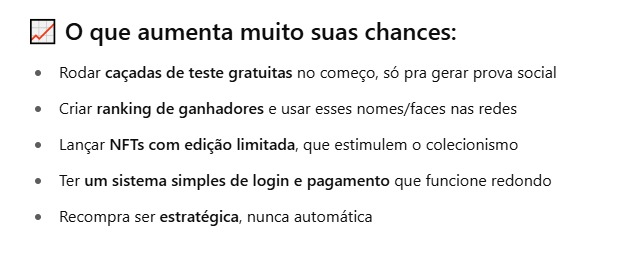 📈 O que aumenta muito suas chances:
• Rodar caçadas de teste gratuitas no começo, só pra gerar prova social
• Criar ranking de ganhadores e usar esses nomes/faces nas redes
• Lançar NFTs com edição limitada, que estimulem o colecionismo
• Ter um sistema simples de login e pagamento que funcione redondo
• Recompra ser estratégica, nunca automática